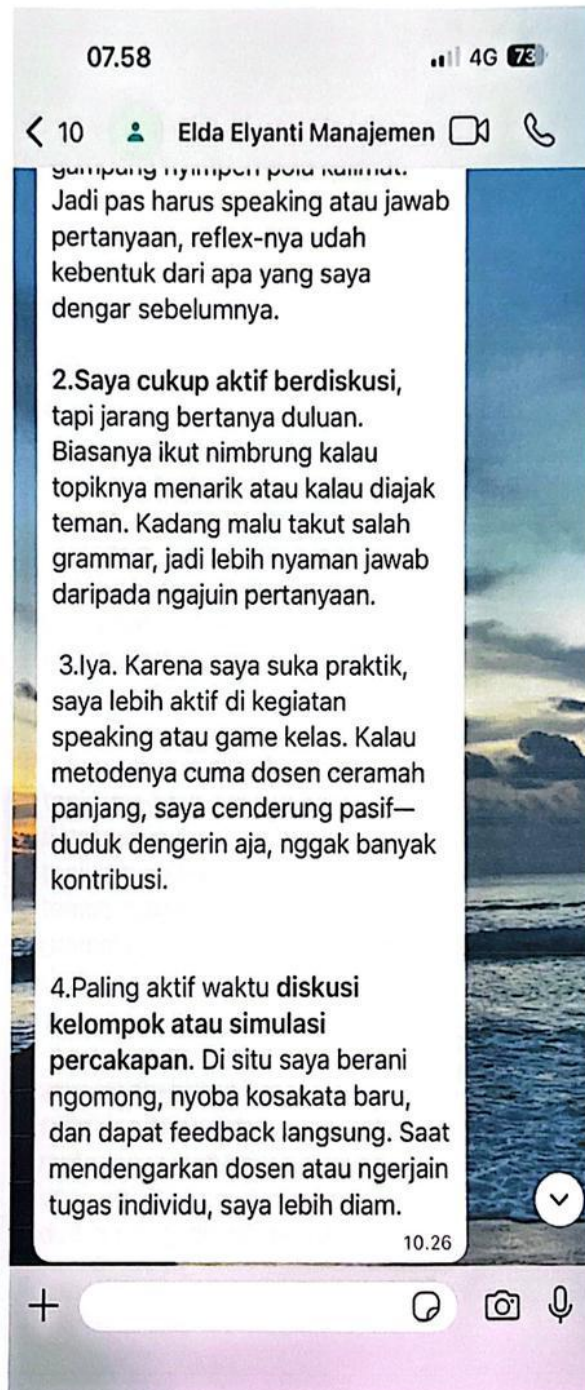 07.58
4G 73
10 Elda Elyanti Manajemen
gampang nyimpen pola kalimat.
Jadi pas harus speaking atau jawab
pertanyaan, reflex-nya udah
kebentuk dari apa yang saya
dengar sebelumnya.
2.Saya cukup aktif berdiskusi,
tapi jarang bertanya duluan.
Biasanya ikut nimbrung kalau
topiknya menarik atau kalau diajak
teman. Kadang malu takut salah
grammar, jadi lebih nyaman jawab
daripada ngajuin pertanyaan.
3.Iya. Karena saya suka praktik,
saya lebih aktif di kegiatan
speaking atau game kelas. Kalau
metodenya cuma dosen ceramah
panjang, saya cenderung pasif—
duduk dengerin aja, nggak banyak
kontribusi.
4.Paling aktif waktu diskusi
kelompok atau simulasi
percakapan. Di situ saya berani
ngomong, nyoba kosakata baru,
dan dapat feedback langsung. Saat
mendengarkan dosen atau ngerjain
tugas individu, saya lebih diam.
10.26